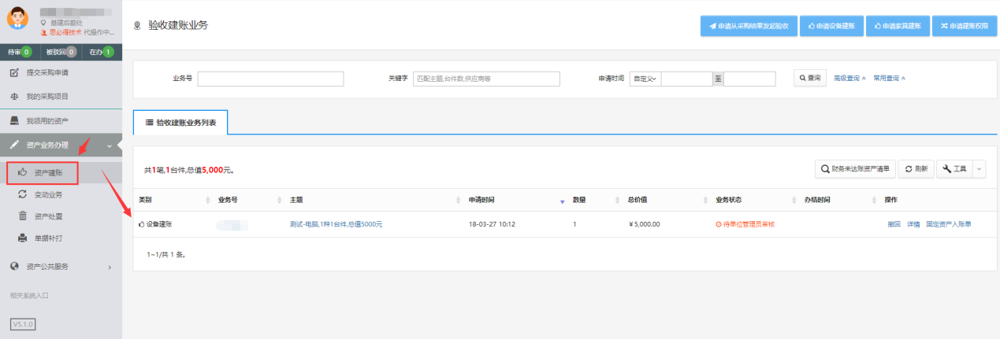 基建后勤处
思必得技术 代操作中...
待审 0 被驳回 0 在办 1
提交采购申请
我的采购项目
我领用的资产
资产业务办理
资产建账
变动业务
资产处置
单据补打
资产公共服务
相关系统入口
V5.1.0
验收建账业务
申请从采购结果发起验收 申请设备建账 申请家具建账 申请建账权限
业务号 关键字 匹配主题,台件数,供应商等 申请时间 自定义 至 查询 高级查询 常用查询
验收建账业务列表
共1笔,1台件,总值5,000元。
财务未达账资产清单 刷新 工具
类别 业务号 主题 申请时间 数量 总价值 业务状态 办结时间 操作
设备建账 测试-电脑,1种1台件,总值5000元 18-03-27 10:12 1 ¥5,000.00 待单位管理员审核 撤回 详情 固定资产入账单
1~1/共 1 条。